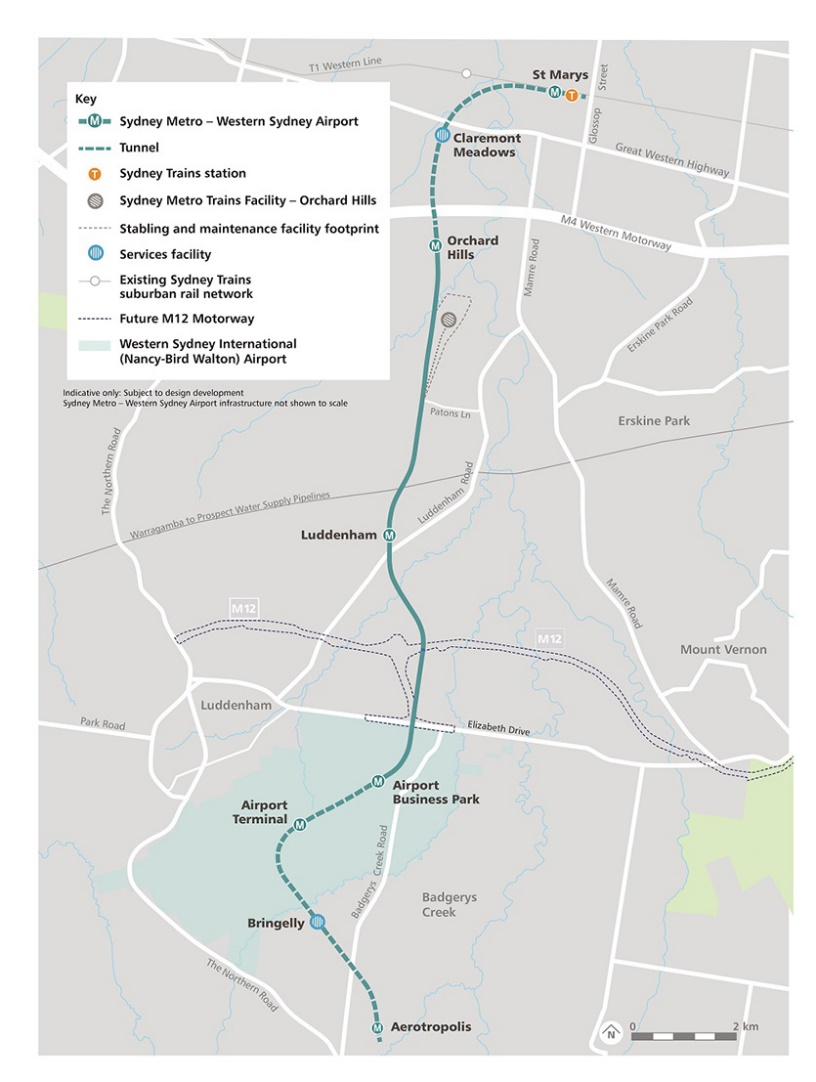 T1 Western Line
St Marys
M
T
Glossop Street
Key
M Sydney Metro – Western Sydney Airport
Tunnel
T Sydney Trains station
Sydney Metro Trains Facility – Orchard Hills
Stabling and maintenance facility footprint
Services facility
Existing Sydney Trains
suburban rail network
Future M12 Motorway
Western Sydney International
(Nancy-Bird Walton) Airport
Indicative only: Subject to design development
Sydney Metro – Western Sydney Airport infrastructure not shown to scale
Claremont
Meadows
Great Western Highway
M4 Western Motorway
M Orchard
Hills
Mamre Road
Erskine Park Road
Patons Ln
Erskine Park
The Northern Road
Warragamba to Prospect Water Supply Pipelines
Luddenham Road
Luddenham M
Mamre Road
M12
M12
Mount Vernon
Luddenham
Park Road
Elizabeth Drive
M Airport
Business Park
Airport
Terminal M
Badgerys Creek Road
Badgerys
Creek
Bringelly
The Northern Road
M Aerotropolis
N
0 2 km